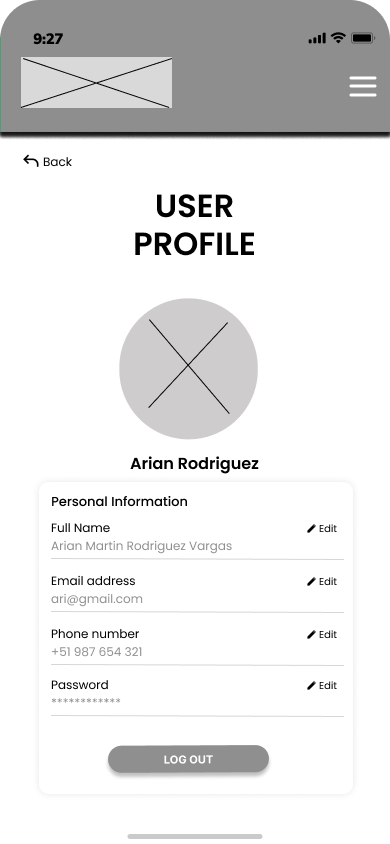 9:27
Back
USER
PROFILE
Arian Rodriguez
Personal Information
Full Name
Edit
Arian Martin Rodriguez Vargas
Email address
Edit
ari@gmail.com
Phone number
Edit
+51 987 654 321
Password
Edit
************
LOG OUT